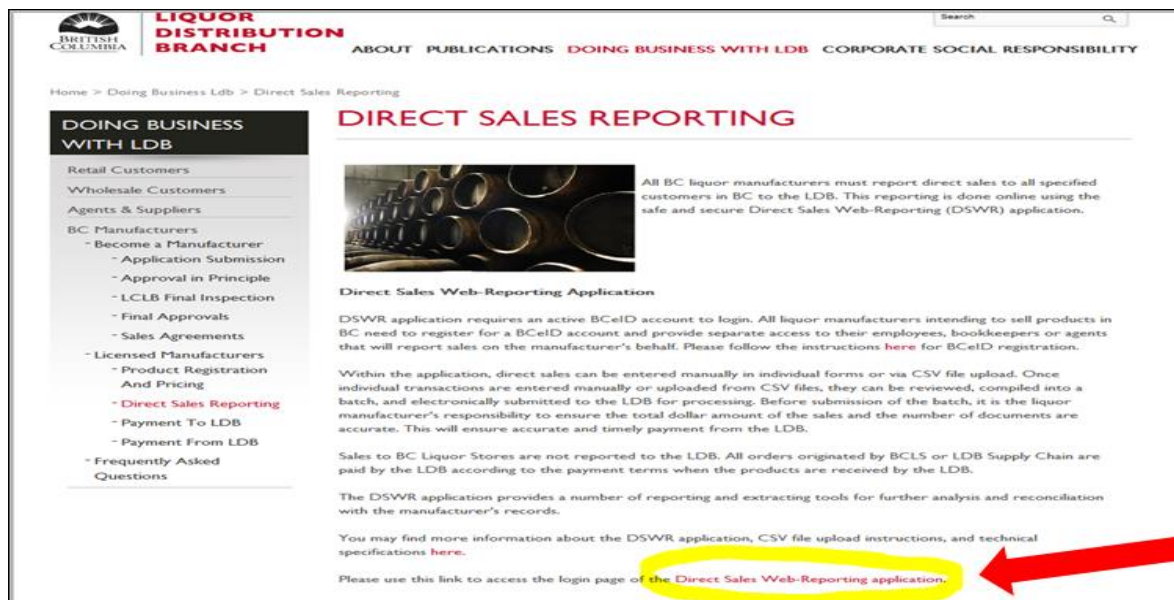 BRITISH
COLUMBIA
LIQUOR
DISTRIBUTION
BRANCH
Search
ABOUT PUBLICATIONS DOING BUSINESS WITH LDB CORPORATE SOCIAL RESPONSIBILITY
Home > Doing Business Ldb > Direct Sales Reporting
DOING BUSINESS
WITH LDB
Retail Customers
Wholesale Customers
Agents & Suppliers
BC Manufacturers
- Become a Manufacturer
- Application Submission
- Approval in Principle
- LCLB Final Inspection
- Final Approvals
- Sales Agreements
- Licensed Manufacturers
- Product Registration
And Pricing
- Direct Sales Reporting
- Payment To LDB
- Payment From LDB
- Frequently Asked
Questions
DIRECT SALES REPORTING
All BC liquor manufacturers must report direct sales to all specified
customers in BC to the LDB. This reporting is done online using the
safe and secure Direct Sales Web-Reporting (DSWR) application.
Direct Sales Web-Reporting Application
DSWR application requires an active BCeID account to login. All liquor manufacturers intending to sell products in
BC need to register for a BCeID account and provide separate access to their employees, bookkeepers or agents
that will report sales on the manufacturer's behalf. Please follow the instructions here for BCeID registration.
Within the application, direct sales can be entered manually in individual forms or via CSV file upload. Once
individual transactions are entered manually or uploaded from CSV files, they can be reviewed, compiled into a
batch, and electronically submitted to the LDB for processing. Before submission of the batch, it is the liquor
manufacturer's responsibility to ensure the total dollar amount of the sales and the number of documents are
accurate. This will ensure accurate and timely payment from the LDB.
Sales to BC Liquor Stores are not reported to the LDB. All orders originated by BCLS or LDB Supply Chain are
paid by the LDB according to the payment terms when the products are received by the LDB.
The DSWR application provides a number of reporting and extracting tools for further analysis and reconciliation
with the manufacturer's records.
You may find more information about the DSWR application, CSV file upload instructions, and technical
specifications here.
Please use this link to access the login page of the Direct Sales Web-Reporting application.